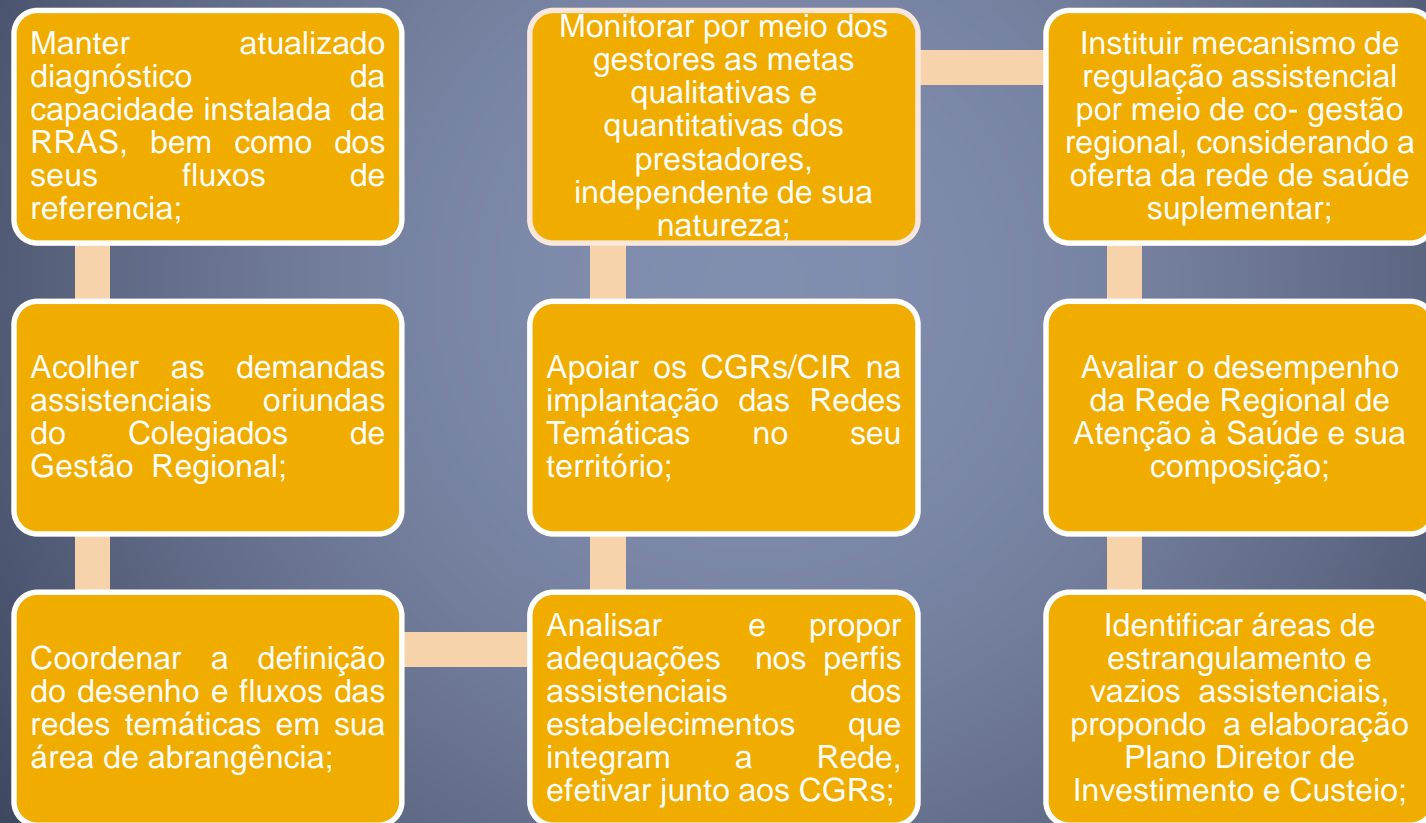 Manter atualizado
diagnóstico da
capacidade instalada da
RRAS, bem como dos
seus fluxos de
referencia;
Acolher as demandas
assistenciais oriundas
do Colegiados de
Gestão Regional;
Coordenar a definição
do desenho e fluxos das
redes temáticas em sua
área de abrangência;
Analisar e propor
adequações nos perfis
assistenciais dos
estabelecimentos que
integram a Rede,
efetivar junto aos CGRs;
Apoiar os CGRs/CIR na
implantação das Redes
Temáticas no seu
território;
Monitorar por meio dos
gestores as metas
qualitativas e
quantitativas dos
prestadores,
independente de sua
natureza;
Instituir mecanismo de
regulação assistencial
por meio de co- gestão
regional, considerando a
oferta da rede de saúde
suplementar;
Avaliar o desempenho
da Rede Regional de
Atenção à Saúde e sua
composição;
Identificar áreas de
estrangulamento e
vazios assistenciais,
propondo a elaboração
Plano Diretor de
Investimento e Custeio;